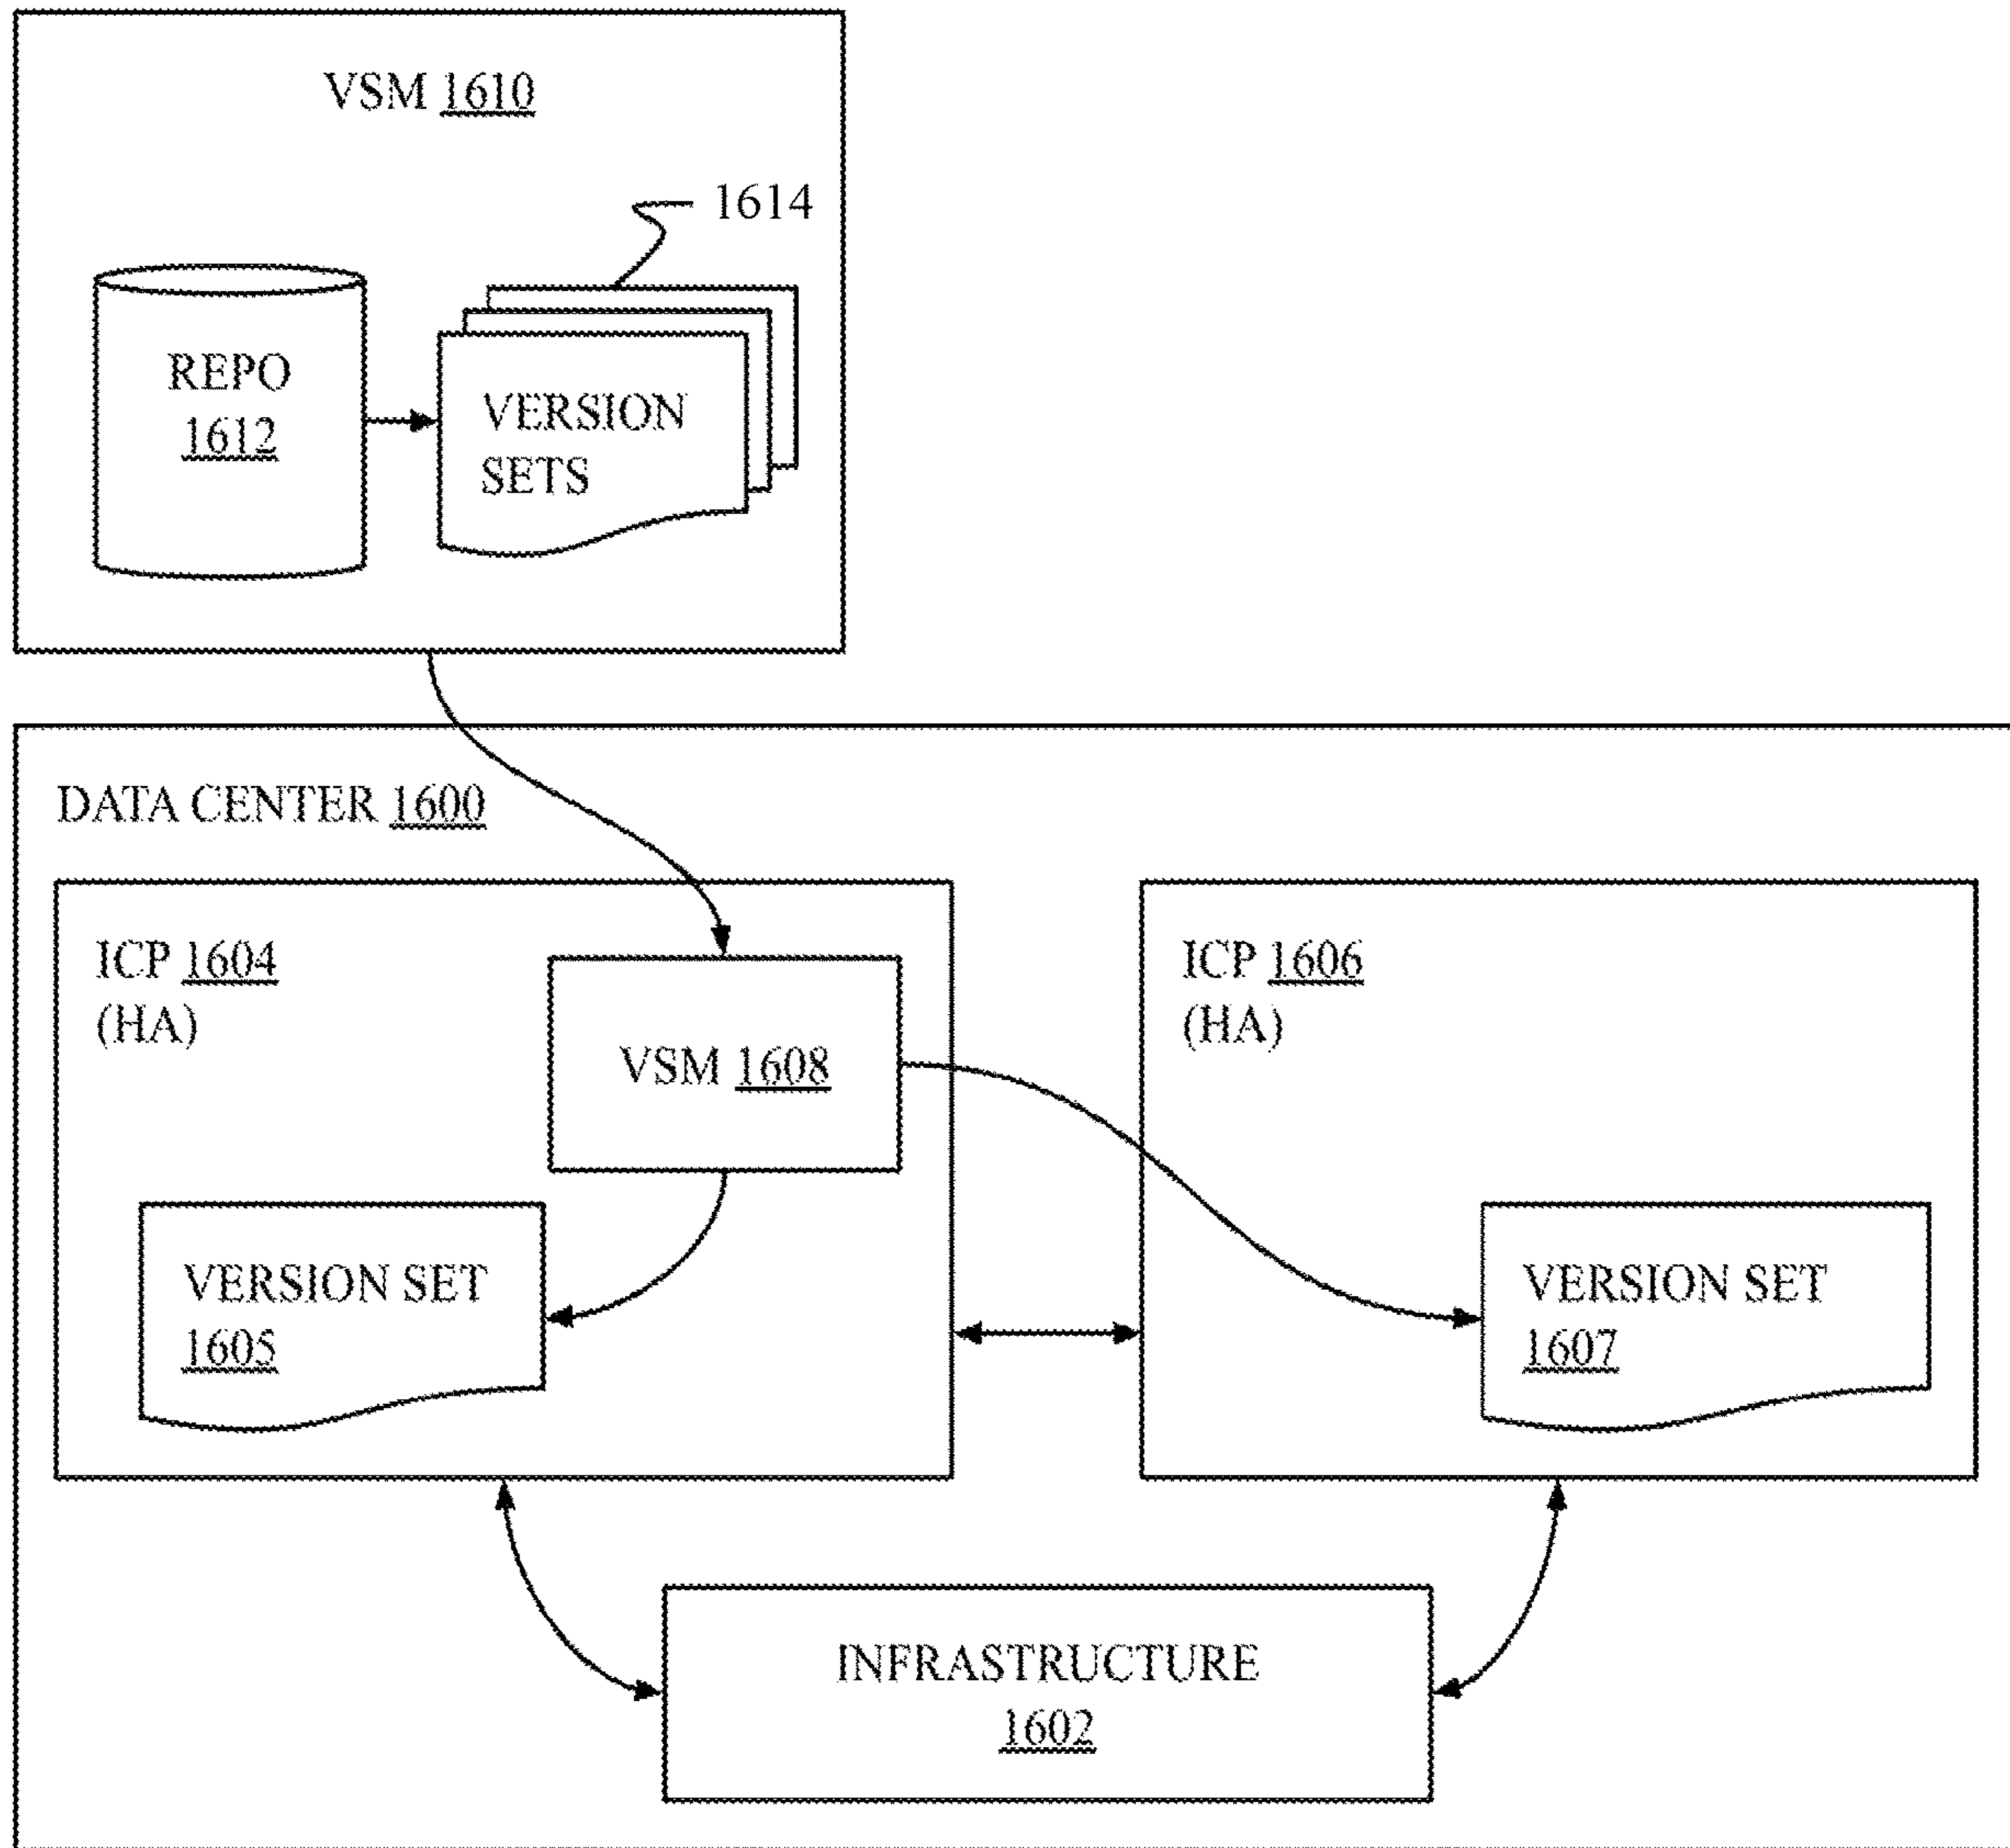 VSM 1610
1614
REPO
1612
VERSION
SETS
DATA CENTER 1600
ICP 1604
(HA)
VSM 1608
VERSION SET
1605
ICP 1606
(HA)
VERSION SET
1607
INFRASTRUCTURE
1602